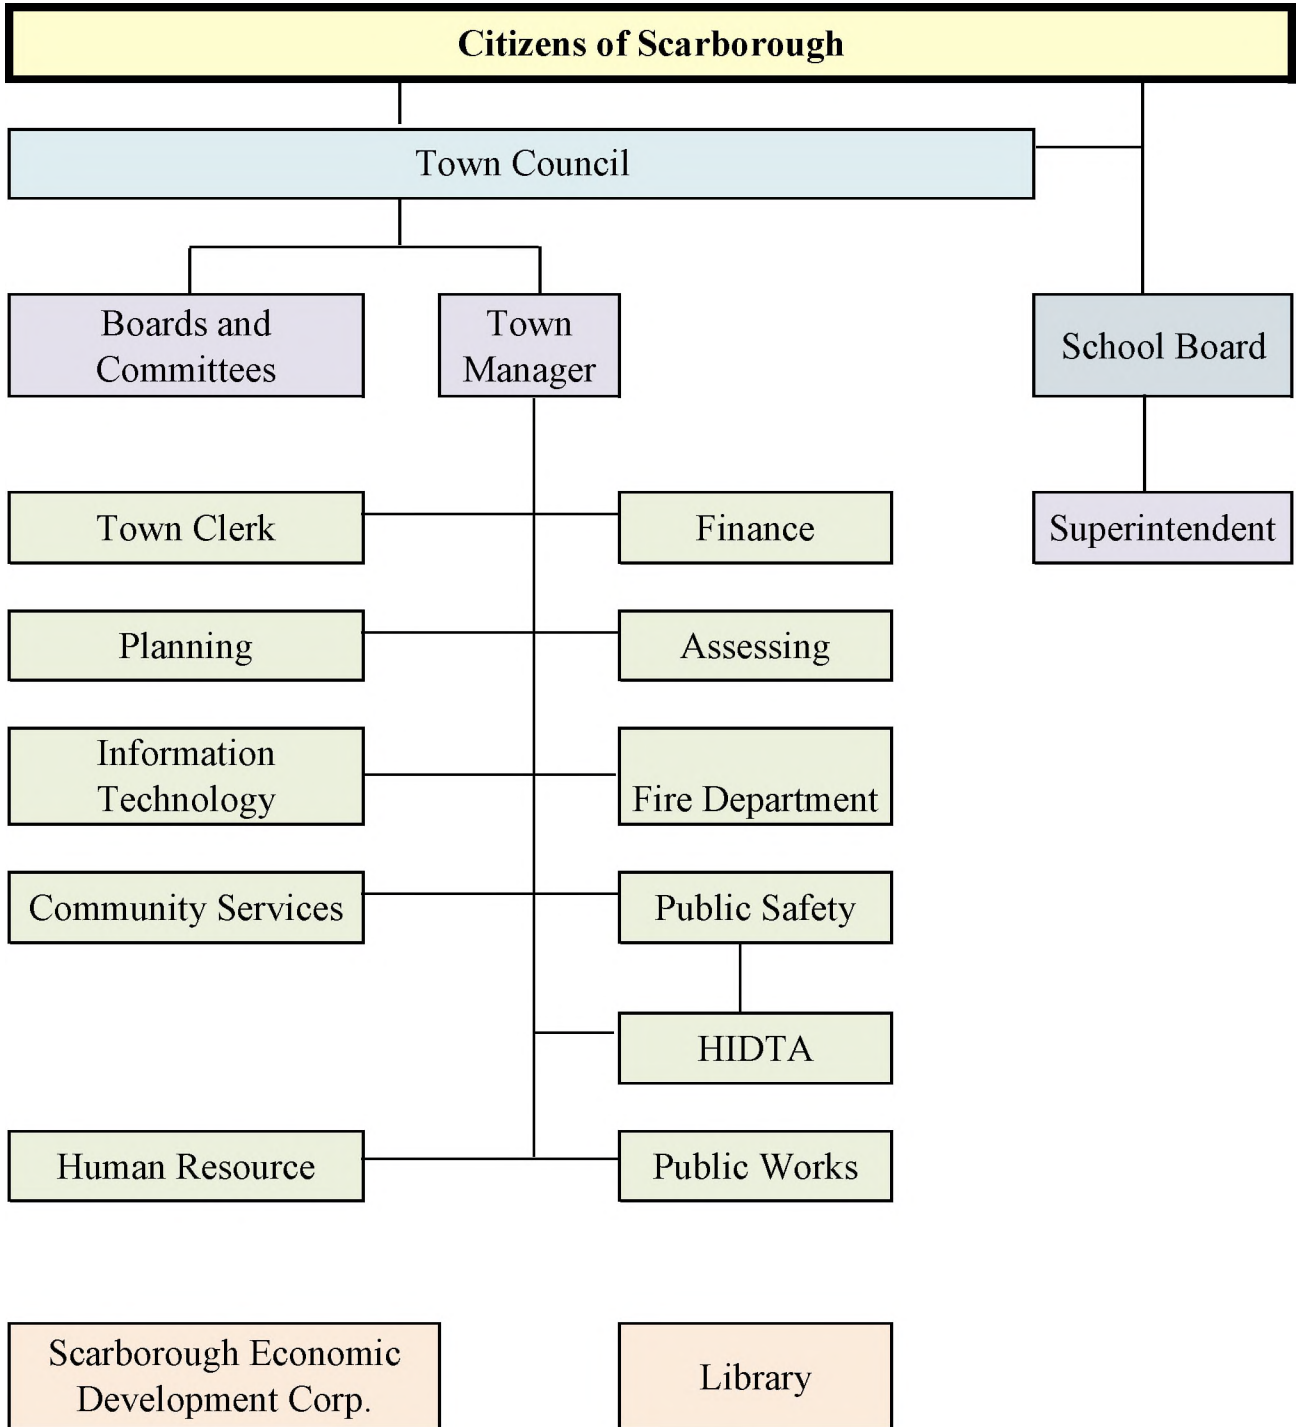 Citizens of Scarborough
Town Council
Boards and
Committees
Town
Manager
School Board
Town Clerk
Finance
Superintendent
Planning
Assessing
Information
Technology
Fire Department
Community Services
Public Safety
HIDTA
Human Resource
Public Works
Scarborough Economic
Development Corp.
Library